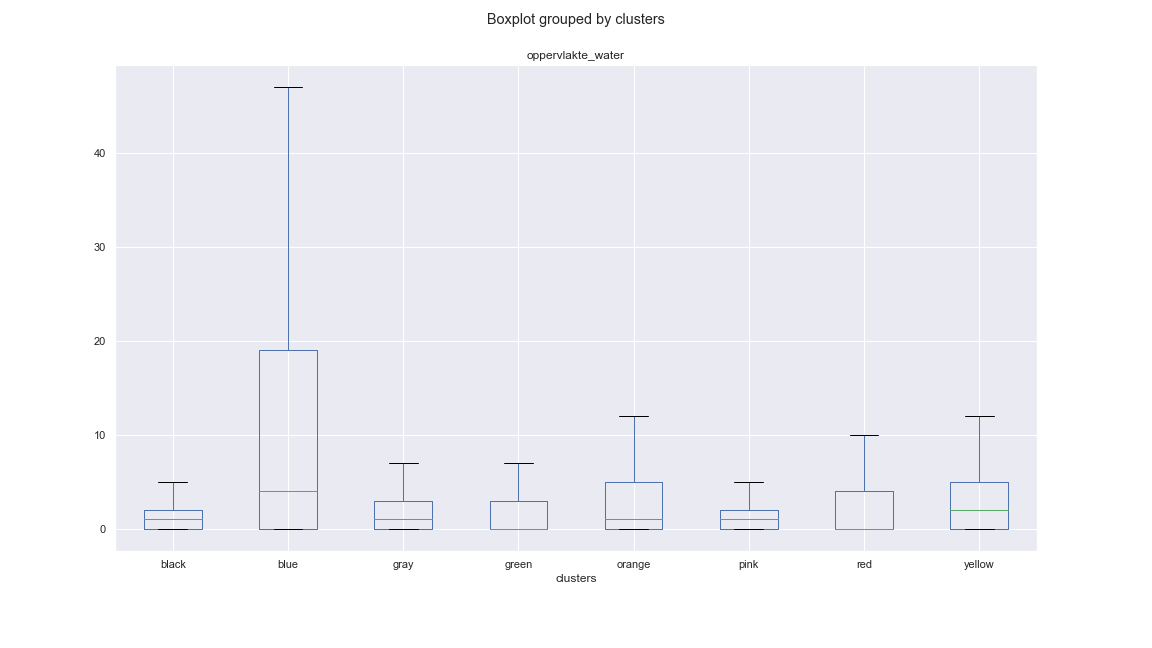 Boxplot grouped by clusters
oppervlakte_water
40
30
20
10
0
black blue gray green orange pink red yellow
clusters